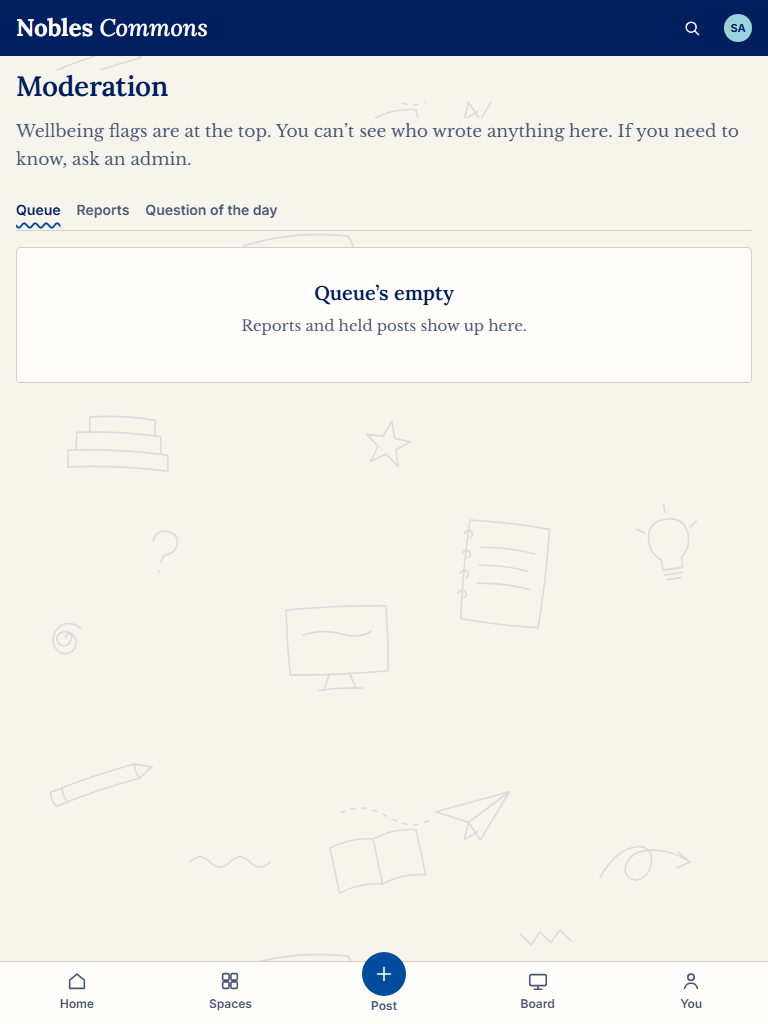 Nobles Commons
SA
Moderation
Wellbeing flags are at the top. You can’t see who wrote anything here. If you need to
know, ask an admin.
Queue Reports Question of the day
Queue’s empty
Reports and held posts show up here.
Home Spaces Post Board You